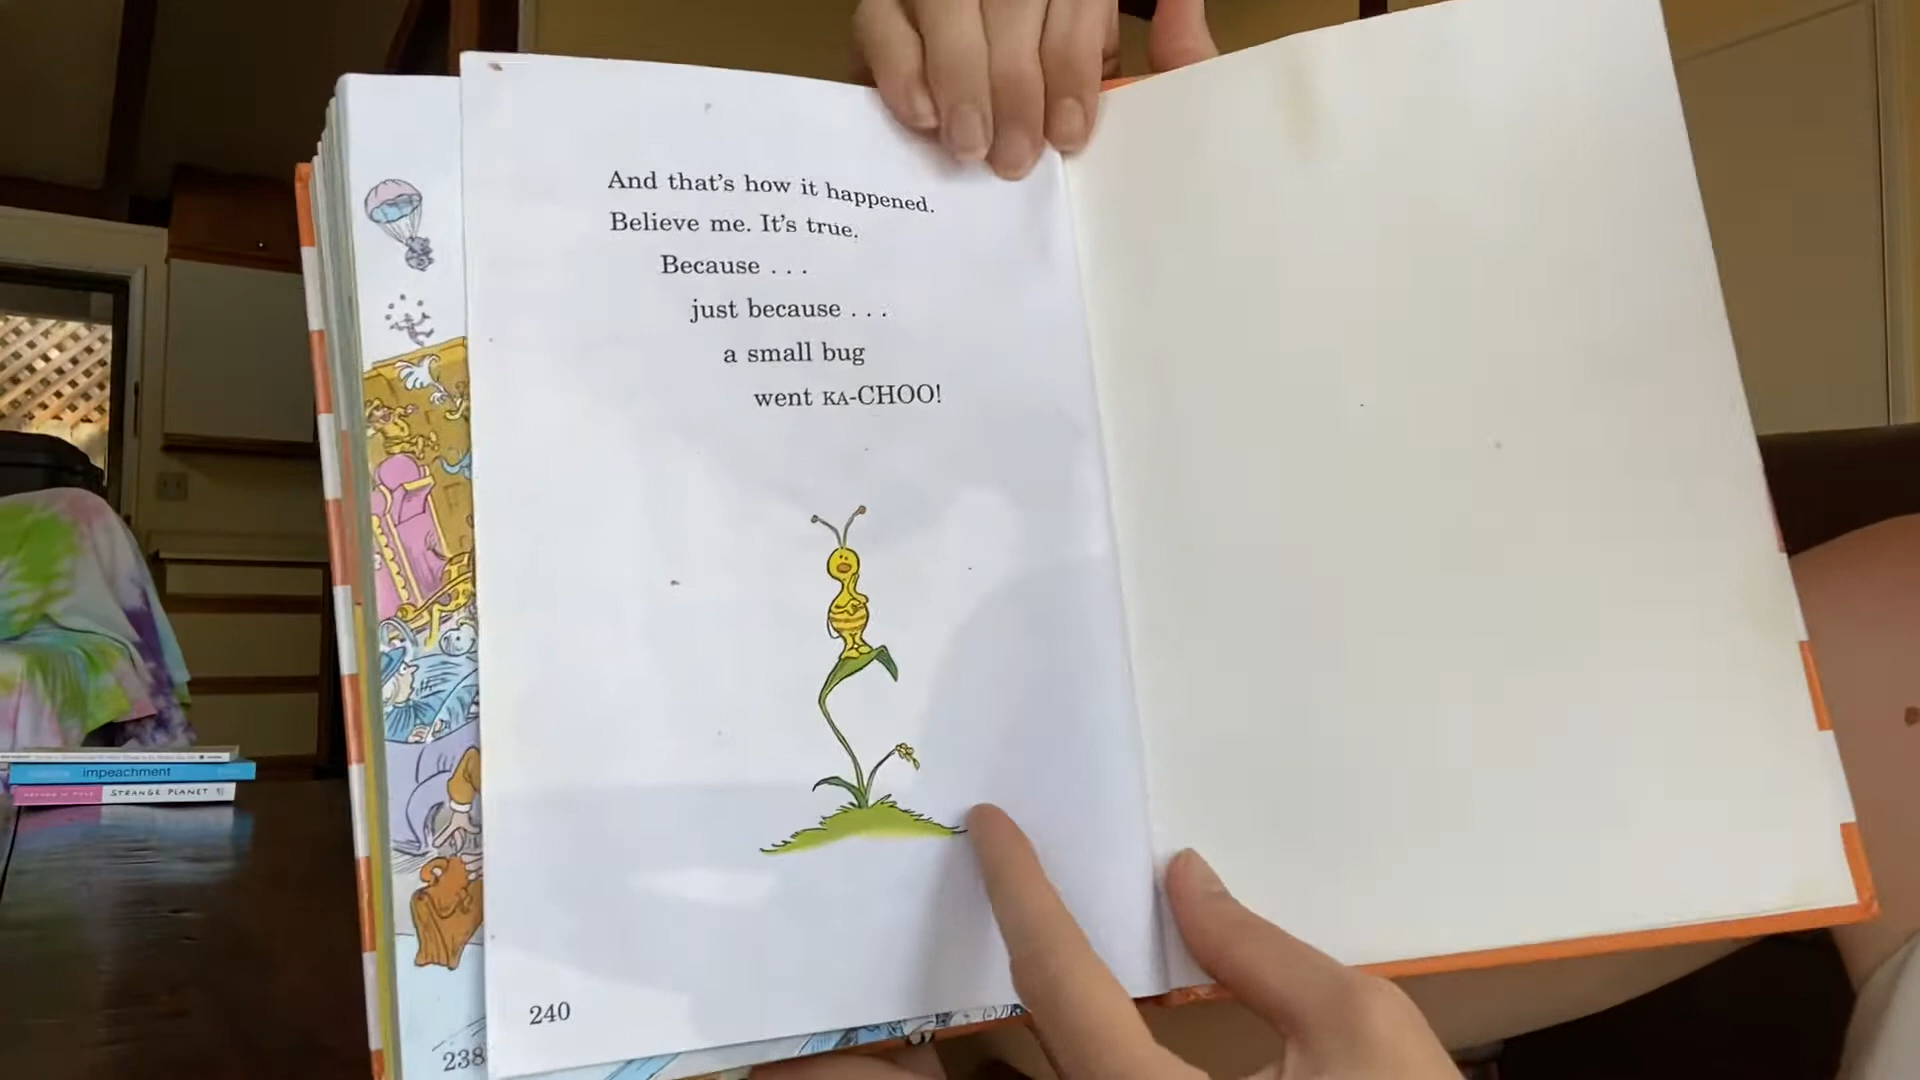 And that's how it happened.
Believe me. It's true.
Because . . .
just because . . .
a small bug
went KA-CHOO!
240
238
impeachment
STRANGE PLANET